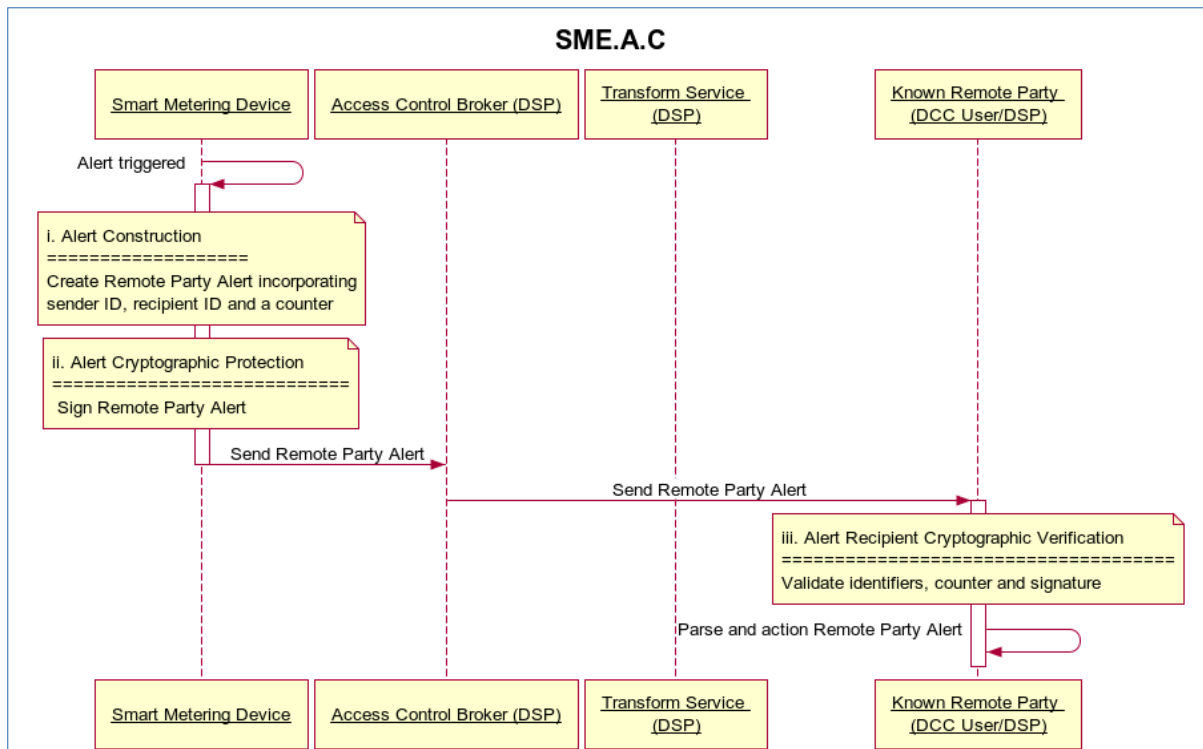 SME.A.C
Smart Metering Device
Access Control Broker (DSP)
Transform Service
(DSP)
Known Remote Party
(DCC User/DSP)
Alert triggered
i. Alert Construction
===================
Create Remote Party Alert incorporating
sender ID, recipient ID and a counter
ii. Alert Cryptographic Protection
============================
Sign Remote Party Alert
Send Remote Party Alert
Send Remote Party Alert
iii. Alert Recipient Cryptographic Verification
=====================================
Validate identifiers, counter and signature
Parse and action Remote Party Alert
Smart Metering Device
Access Control Broker (DSP)
Transform Service
(DSP)
Known Remote Party
(DCC User/DSP)